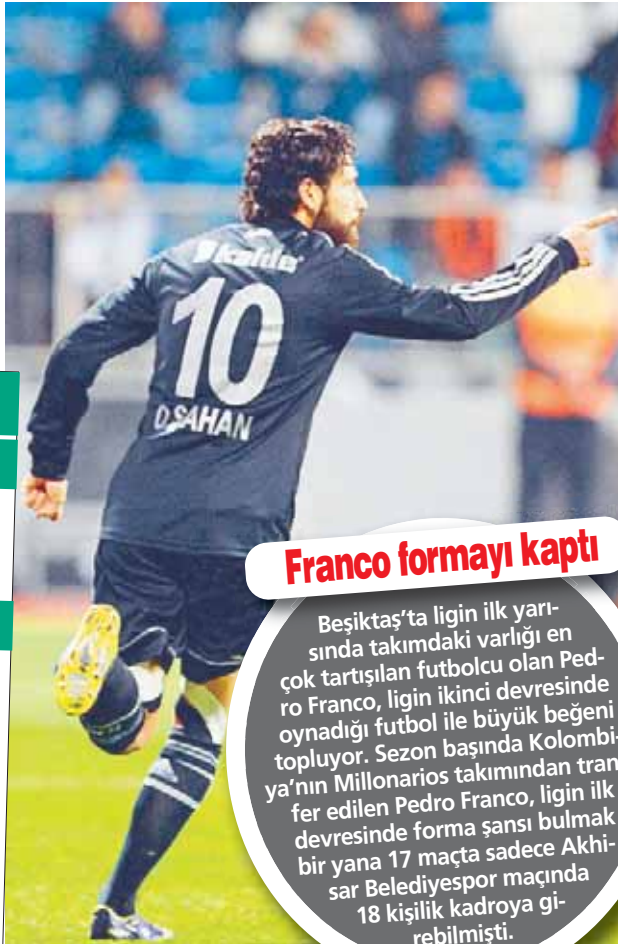 kalde
10
O.ŞAHAN
Franco formayı kaptı
Beşiktaş’ta ligin ilk yarı-
sında takımdaki varlığı en
çok tartışılan futbolcu olan Ped-
ro Franco, ligin ikinci devresinde
oynadığı futbol ile büyük beğeni
topluyor. Sezon başında Kolombi-
ya’nın Millonarios takımından tran
fer edilen Pedro Franco, ligin ilk
devresinde forma şansı bulmak
bir yana 17 maçta sadece Akhi-
sar Belediyespor maçında
18 kişilik kadroya gi-
rebilmişti.